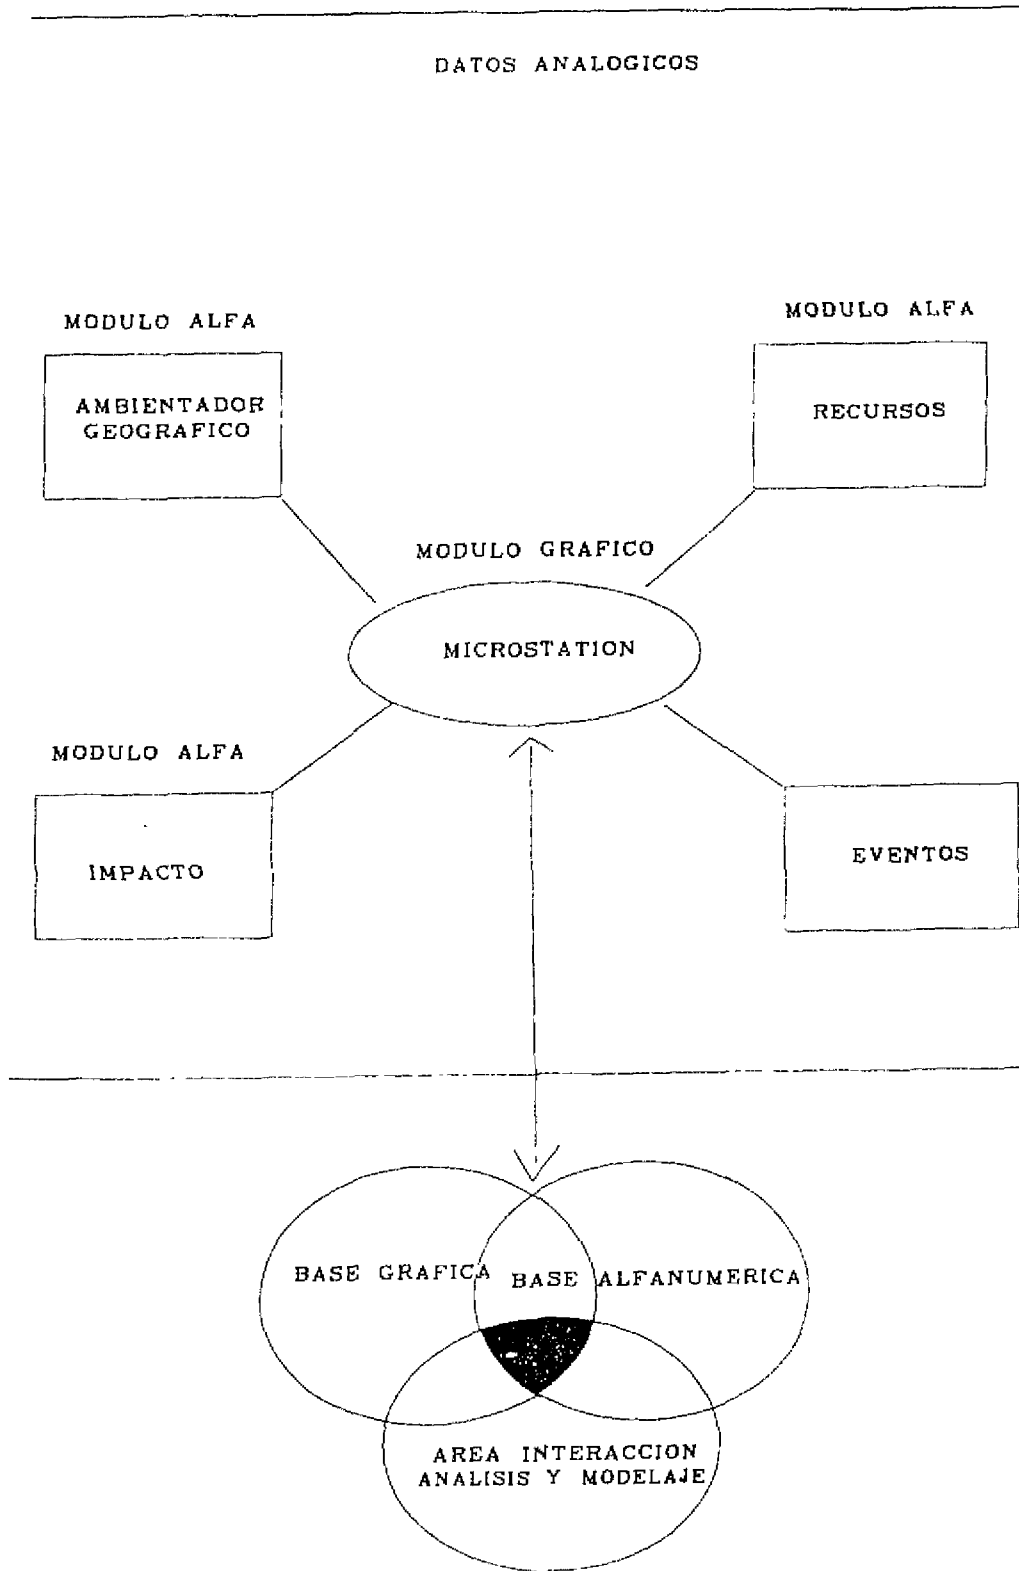 DATOS ANALOGICOS
MODULO ALFA
MODULO ALFA
AMBIENTADOR
GEOGRAFICO
RECURSOS
MODULO GRAFICO
MICROSTATION
MODULO ALFA
IMPACTO
EVENTOS
BASE GRAFICA
BASE ALFANUMERICA
AREA INTERACCION
ANALISIS Y MODELAJE